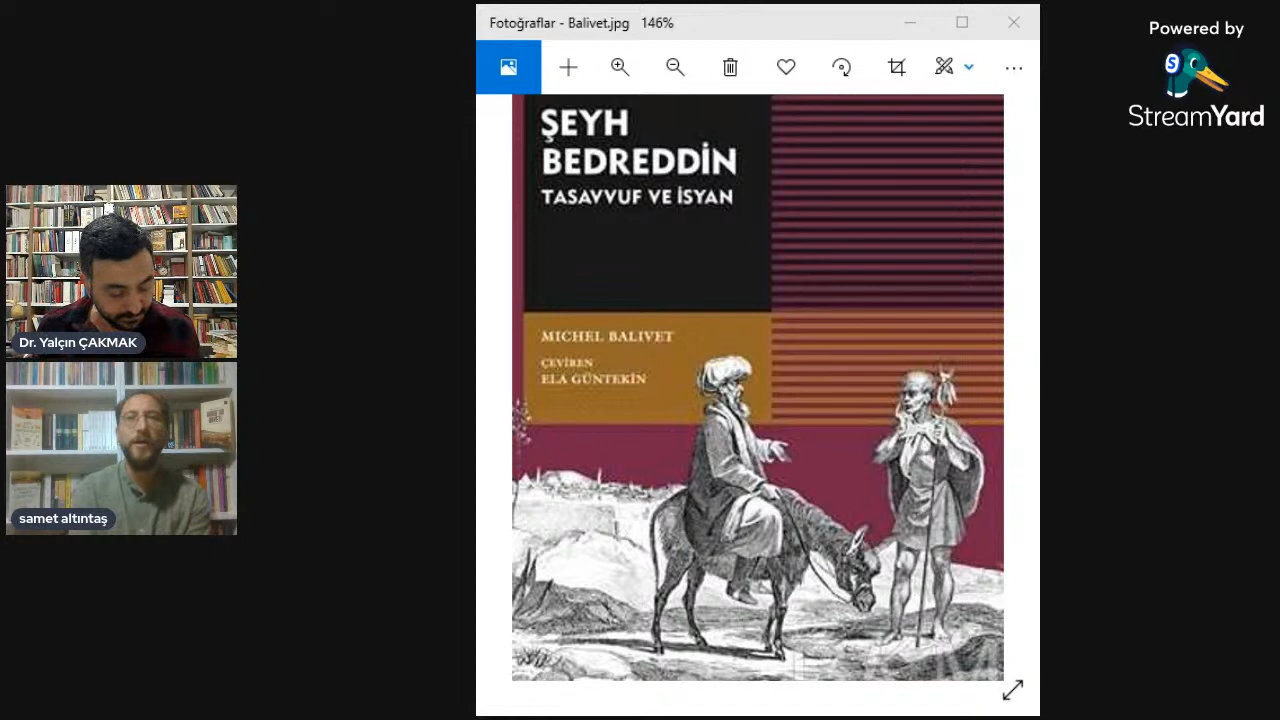 Fotoğraflar - Balivet.jpg 146%
Powered by
StreamYard
ŞEYH
BEDREDDİN
TASAVVUF VE İSYAN
MICHEL BALIVET
ÇEVİREN
ELA GÜNTEKİN
Dr. Yalçın ÇAKMAK
samet altıntaş